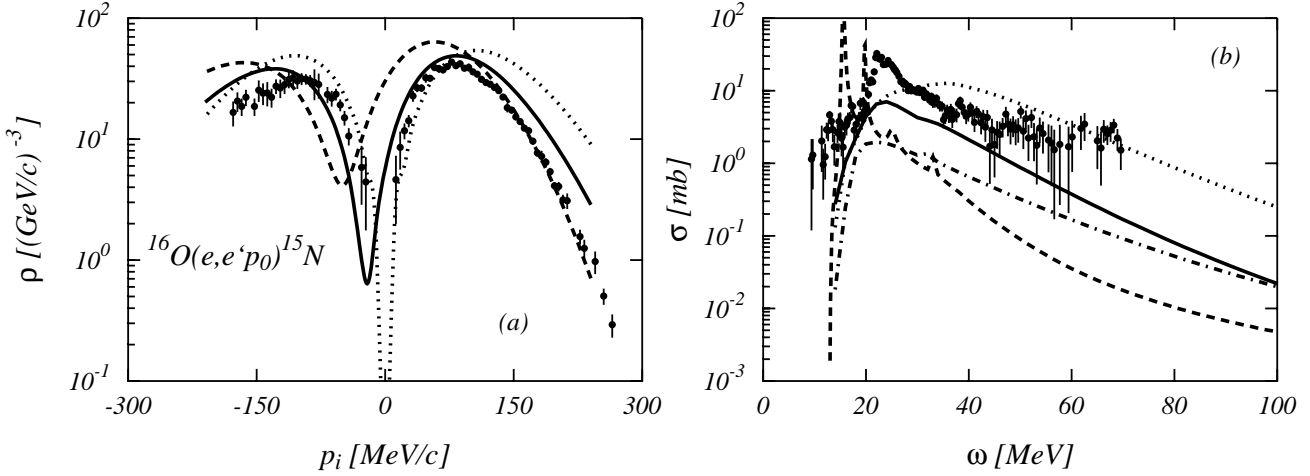 10^2
10^1
10^0
10^-1
-300 -150 0 150 300
p_i [MeV/c]
ρ [(GeV/c)^-3]
^16O(e,e‘p_0)^15N
(a)
10^2
10^1
10^0
10^-1
10^-2
10^-3
0 20 40 60 80 100
ω [MeV]
σ [mb]
(b)